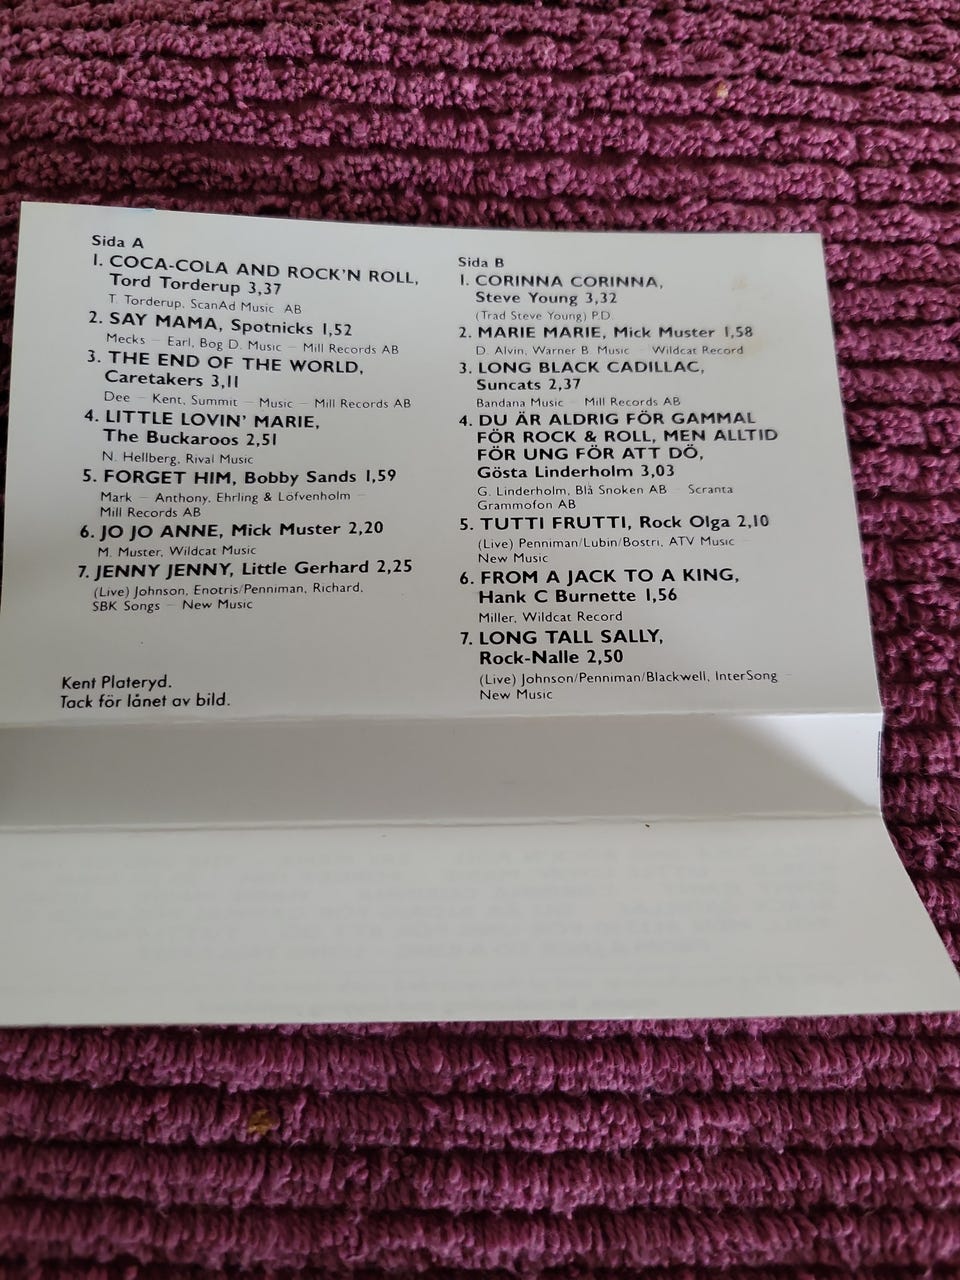 Sida A
1. COCA-COLA AND ROCK'N ROLL,
Tord Torderup 3,37
T. Torderup, ScanAd Music AB
2. SAY MAMA, Spotnicks 1,52
Mecks – Earl, Bog D. Music – Mill Records AB
3. THE END OF THE WORLD,
Caretakers 3,11
Dee – Kent, Summit – Music – Mill Records AB
4. LITTLE LOVIN' MARIE,
The Buckaroos 2,51
N. Hellberg, Rival Music
5. FORGET HIM, Bobby Sands 1,59
Mark – Anthony, Ehrling & Löfvenholm –
Mill Records AB
6. JO JO ANNE, Mick Muster 2,20
M. Muster, Wildcat Music
7. JENNY JENNY, Little Gerhard 2,25
(Live) Johnson, Enotris/Penniman, Richard,
SBK Songs – New Music
Kent Plateryd.
Tack för lånet av bild.
Sida B
1. CORINNA CORINNA,
Steve Young 3,32
(Trad Steve Young) P.D.
2. MARIE MARIE, Mick Muster 1,58
D. Alvin, Warner B. Music – Wildcat Record
3. LONG BLACK CADILLAC,
Suncats 2,37
Bandana Music – Mill Records AB
4. DU ÄR ALDRIG FÖR GAMMAL
FÖR ROCK & ROLL, MEN ALLTID
FÖR UNG FÖR ATT DÖ,
Gösta Linderholm 3,03
G. Linderholm, Blå Snoken AB – Scranta
Grammofon AB
5. TUTTI FRUTTI, Rock Olga 2,10
(Live) Penniman/Lubin/Bostri, ATV Music –
New Music
6. FROM A JACK TO A KING,
Hank C Burnette 1,56
Miller, Wildcat Record
7. LONG TALL SALLY,
Rock-Nalle 2,50
(Live) Johnson/Penniman/Blackwell, InterSong –
New Music